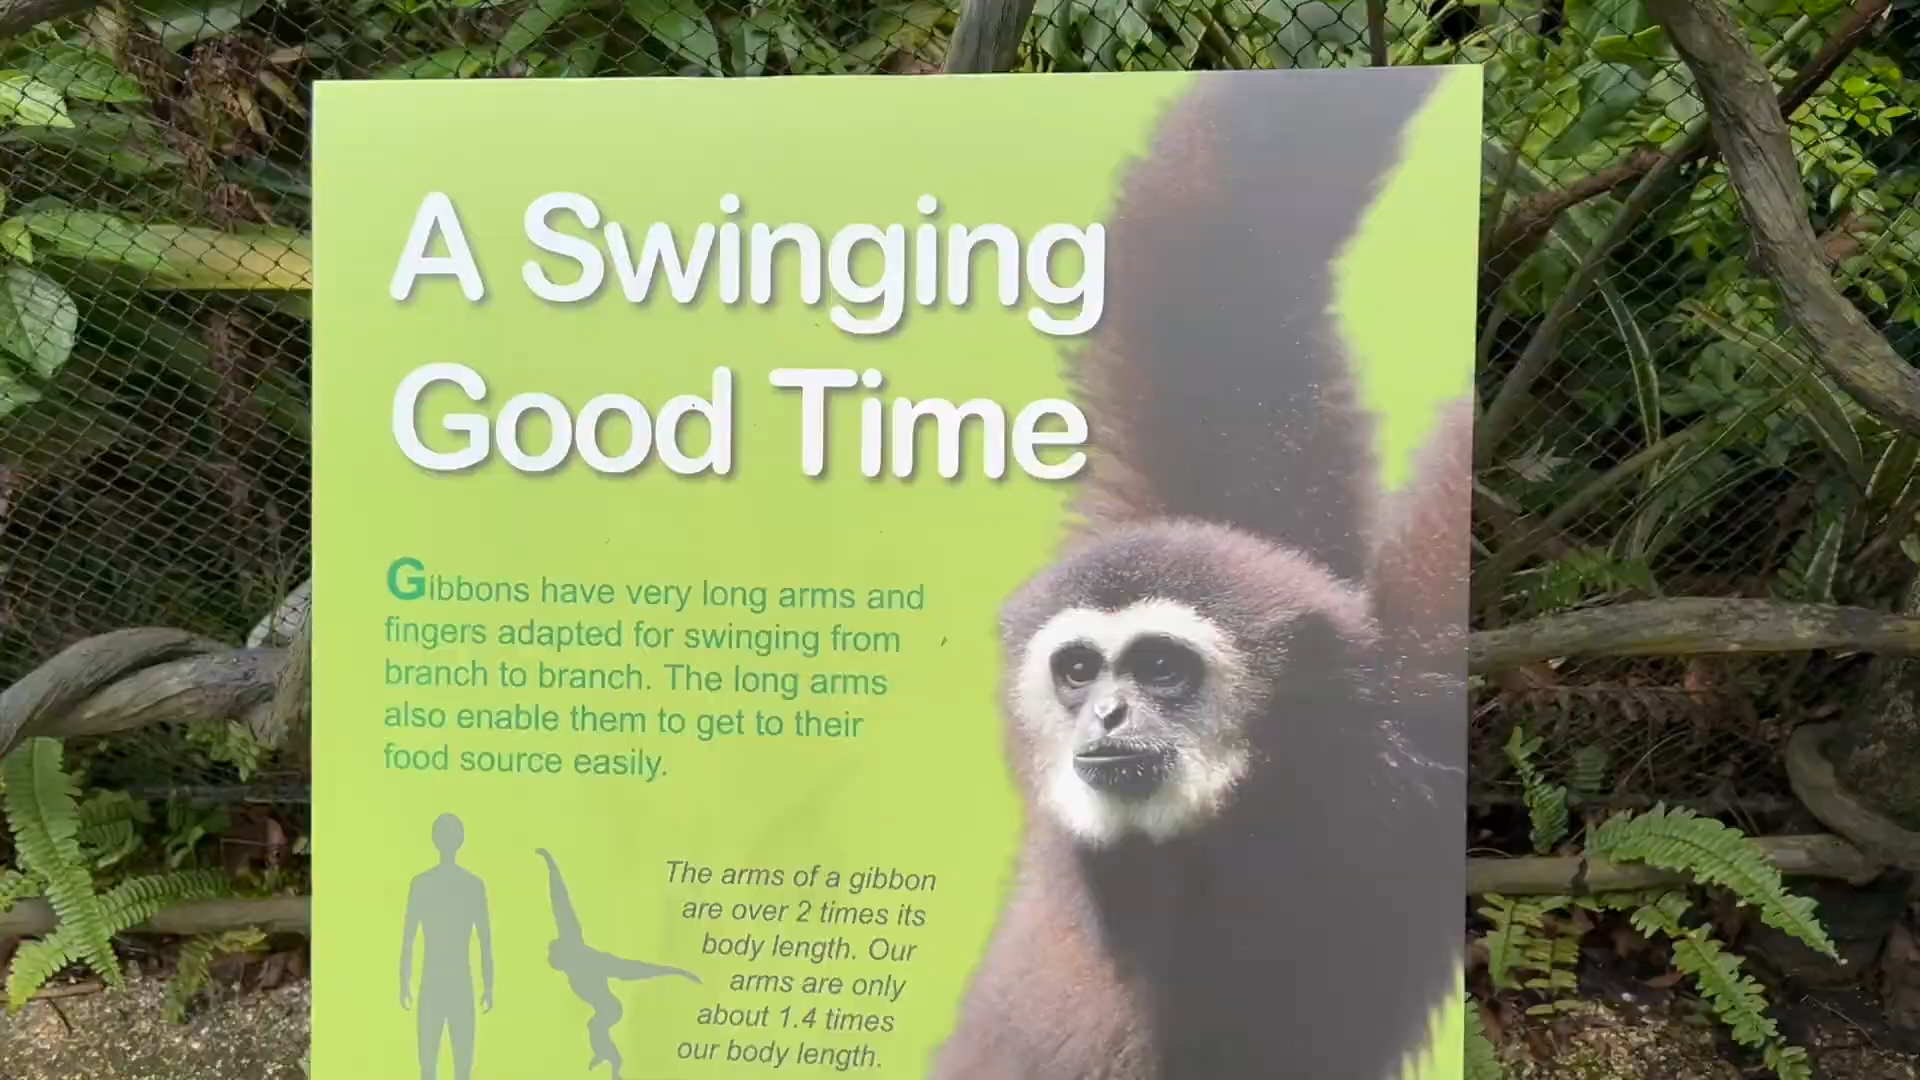 A Swinging
Good Time
Gibbons have very long arms and
fingers adapted for swinging from
branch to branch. The long arms
also enable them to get to their
food source easily.
The arms of a gibbon
are over 2 times its
body length. Our
arms are only
about 1.4 times
our body length.